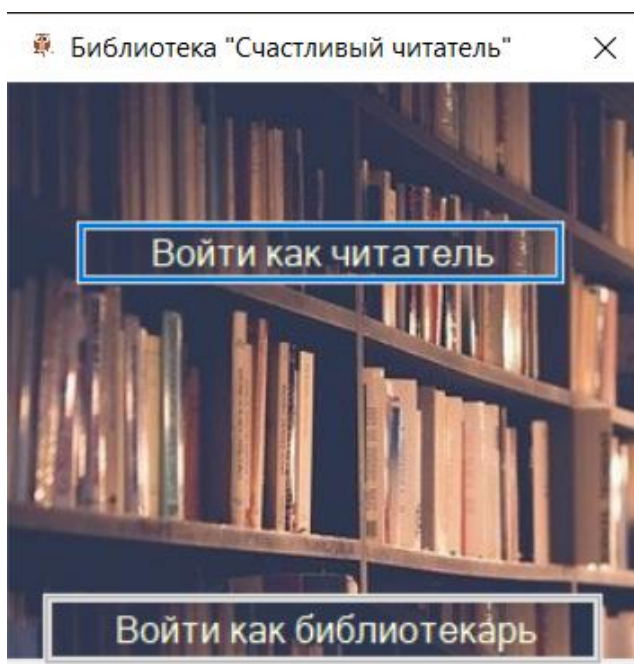 Библиотека "Счастливый читатель"
Войти как читатель
Войти как библиотекарь